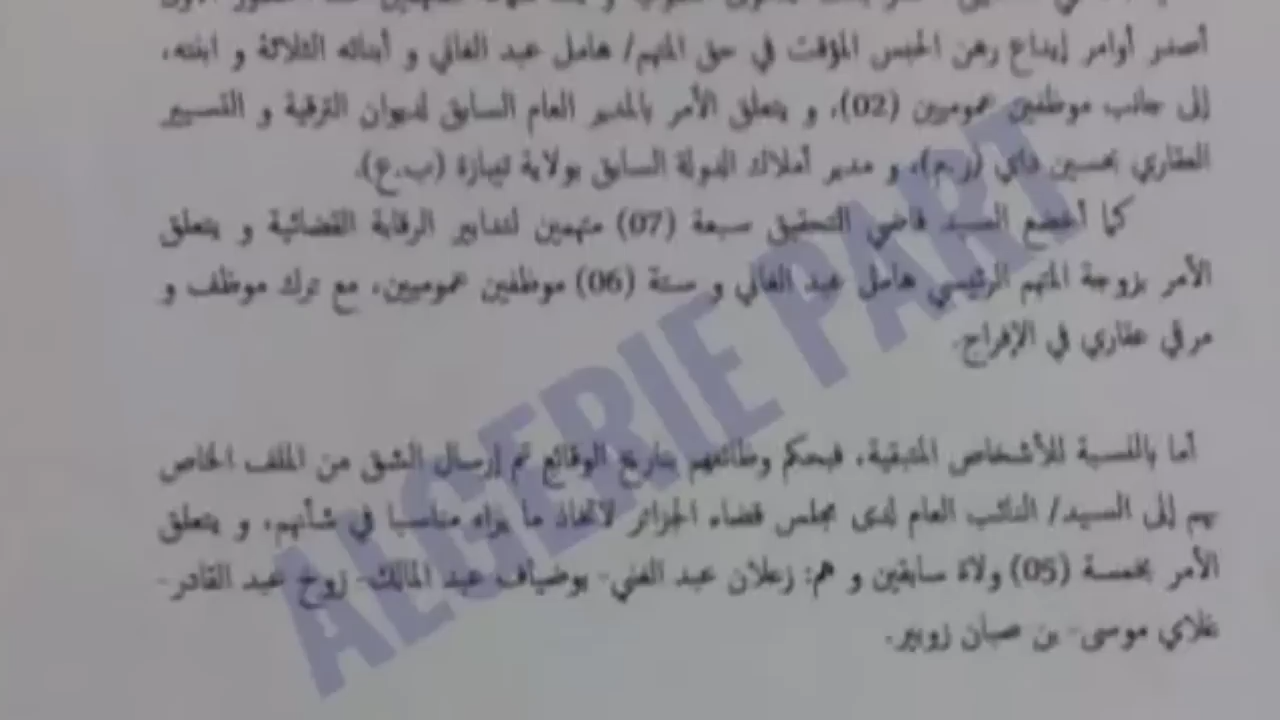 أصدر أوامر إيداع رهن الحبس المؤقت في حق المتهم/ هامل عبد الغاني و أبنائه الثلاثة و ابنته،
إلى جانب موظفين عموميين (02)، و يتعلق الأمر بالمدير العام السابق لديوان الترقية و التسيير
العقاري بحسين داي (ر.م)، و مدير أملاك الدولة السابق بولاية تيبازة (ب.ع).
كما أخضع السيد قاضي التحقيق سبعة (07) متهمين لتدابير الرقابة القضائية و يتعلق
الأمر بزوجة المتهم الرئيسي هامل عبد الغاني و ستة (06) موظفين عموميين، مع ترك موظف و
مرقي عقاري في الإفراج.
أما بالنسبة للأشخاص المتبقية، فبحكم وظائفهم بتاريخ الوقائع تم إرسال الشق من الملف الخاص
بهم إلى السيد/ النائب العام لدى مجلس قضاء الجزائر لاتخاذ ما يراه مناسبا في شأنهم، و يتعلق
الأمر بخمسة (05) ولاة سابقين و هم: زعلان عبد الغني- بوضياف عبد المالك- زوخ عبد القادر-
غلاي موسى- بن صبان زوبير.
ALGERIE PART